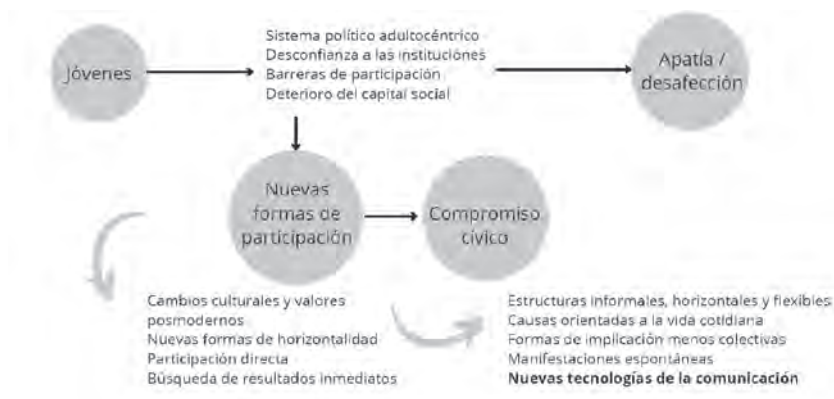 Jóvenes
Sistema político adultocéntrico
Desconfianza a las instituciones
Barreras de participación
Deterioro del capital social
Apatía /
desafección
Nuevas
formas de
participación
Compromiso
cívico
Cambios culturales y valores
posmodernos
Nuevas formas de horizontalidad
Participación directa
Búsqueda de resultados inmediatos
Estructuras informales, horizontales y flexibles
Causas orientadas a la vida cotidiana
Formas de implicación menos colectivas
Manifestaciones espontáneas
Nuevas tecnologías de la comunicación